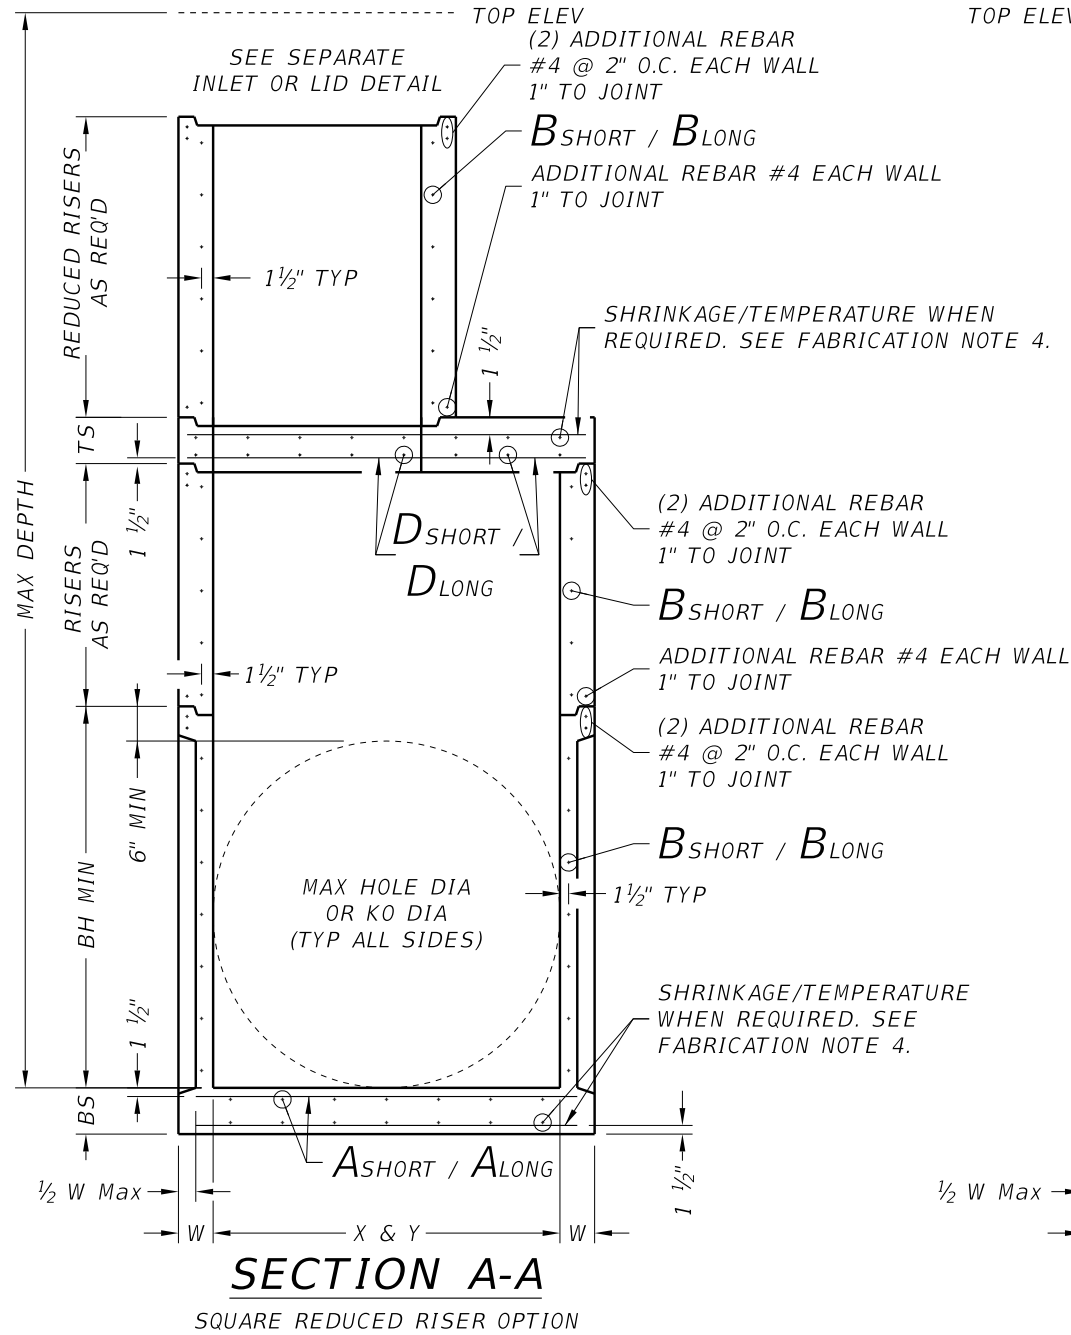 TOP ELEV
TOP ELEV
SEE SEPARATE
INLET OR LID DETAIL
(2) ADDITIONAL REBAR
#4 @ 2" O.C. EACH WALL
1" TO JOINT
BSHORT / BLONG
ADDITIONAL REBAR #4 EACH WALL
1" TO JOINT
REDUCED RISERS
AS REQ'D
1½" TYP
1 ½"
SHRINKAGE/TEMPERATURE WHEN
REQUIRED. SEE FABRICATION NOTE 4.
TS
MAX DEPTH
1 ½"
RISERS
AS REQ'D
DSHORT /
DLONG
(2) ADDITIONAL REBAR
#4 @ 2" O.C. EACH WALL
1" TO JOINT
BSHORT / BLONG
1½" TYP
ADDITIONAL REBAR #4 EACH WALL
1" TO JOINT
(2) ADDITIONAL REBAR
#4 @ 2" O.C. EACH WALL
1" TO JOINT
6" MIN
BH MIN
BSHORT / BLONG
MAX HOLE DIA
OR KO DIA
(TYP ALL SIDES)
1½" TYP
1 ½"
SHRINKAGE/TEMPERATURE
WHEN REQUIRED. SEE
FABRICATION NOTE 4.
BS
ASHORT / ALONG
1 ½"
½ W Max
½ W Max
W
X & Y
W
SECTION A-A
SQUARE REDUCED RISER OPTION